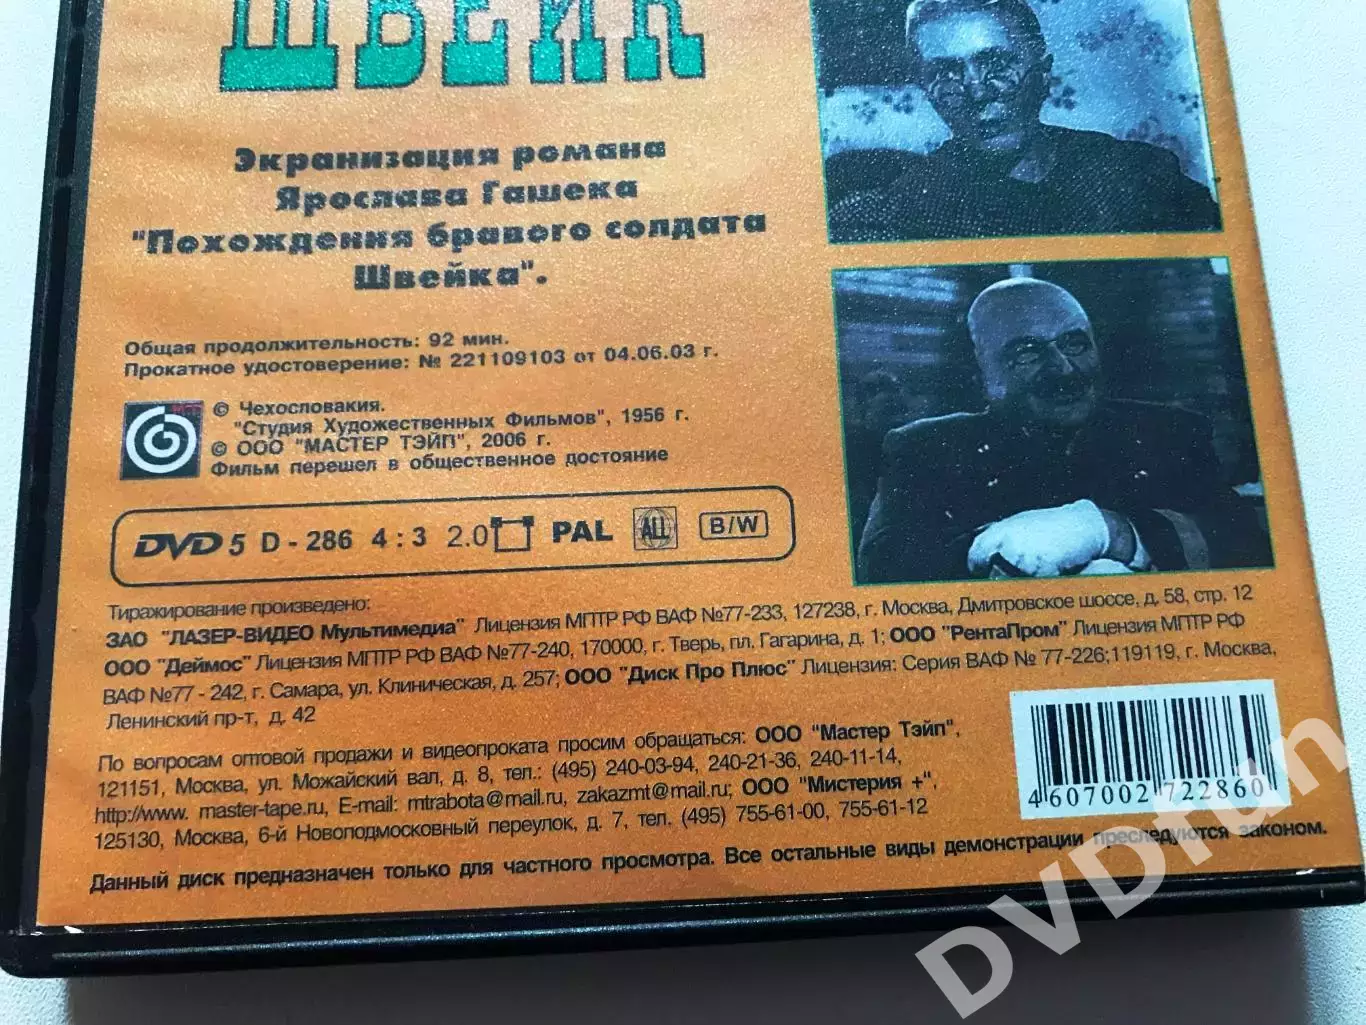 ШВЕЙК
Экранизация романа
Ярослава Гашека
"Похождения бравого солдата
Швейка".
Общая продолжительность: 92 мин.
Прокатное удостоверение: № 221109103 от 04.06.03 г.
© Чехословакия.
"Студия Художественных Фильмов", 1956 г.
© ООО "МАСТЕР ТЭЙП", 2006 г.
Фильм перешел в общественное достояние
DVD 5 D - 286 4 : 3 2.0 PAL ALL B/W
Тиражирование произведено:
ЗАО "ЛАЗЕР-ВИДЕО Мультимедиа" Лицензия МПТР РФ ВАФ №77-233, 127238, г. Москва, Дмитровское шоссе, д. 58, стр. 12
ООО "Деймос" Лицензия МПТР РФ ВАФ №77-240, 170000, г. Тверь, пл. Гагарина, д. 1; ООО "РентаПром" Лицензия МПТР РФ
ВАФ №77 - 242, г. Самара, ул. Клиническая, д. 257; ООО "Диск Про Плюс" Лицензия: Серия ВАФ № 77-226;119119, г. Москва,
Ленинский пр-т, д. 42
По вопросам оптовой продажи и видеопроката просим обращаться: ООО "Мастер Тэйп",
121151, Москва, ул. Можайский вал, д. 8, тел.: (495) 240-03-94, 240-21-36, 240-11-14,
http://www. master-tape.ru, E-mail: mtrabota@mail.ru, zakazmt@mail.ru; ООО "Мистерия +",
125130, Москва, 6-й Новоподмосковный переулок, д. 7, тел. (495) 755-61-00, 755-61-12
4 607002 722860
Данный диск предназначен только для частного просмотра. Все остальные виды демонстрации преследуются законом.
DVDfun